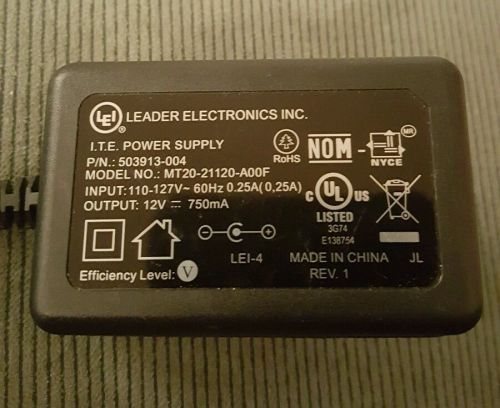 LEI ® LEADER ELECTRONICS INC.
I.T.E. POWER SUPPLY
P/N.: 503913-004
MODEL NO.: MT20-21120-A00F
INPUT:110-127V~ 60Hz 0.25A(0,25A)
OUTPUT: 12V ⎓ 750mA
RoHS
NOM-NYCE
MR
C UL US ®
LISTED
3G74
E138754
LEI-4
Efficiency Level: V
MADE IN CHINA JL
REV. 1